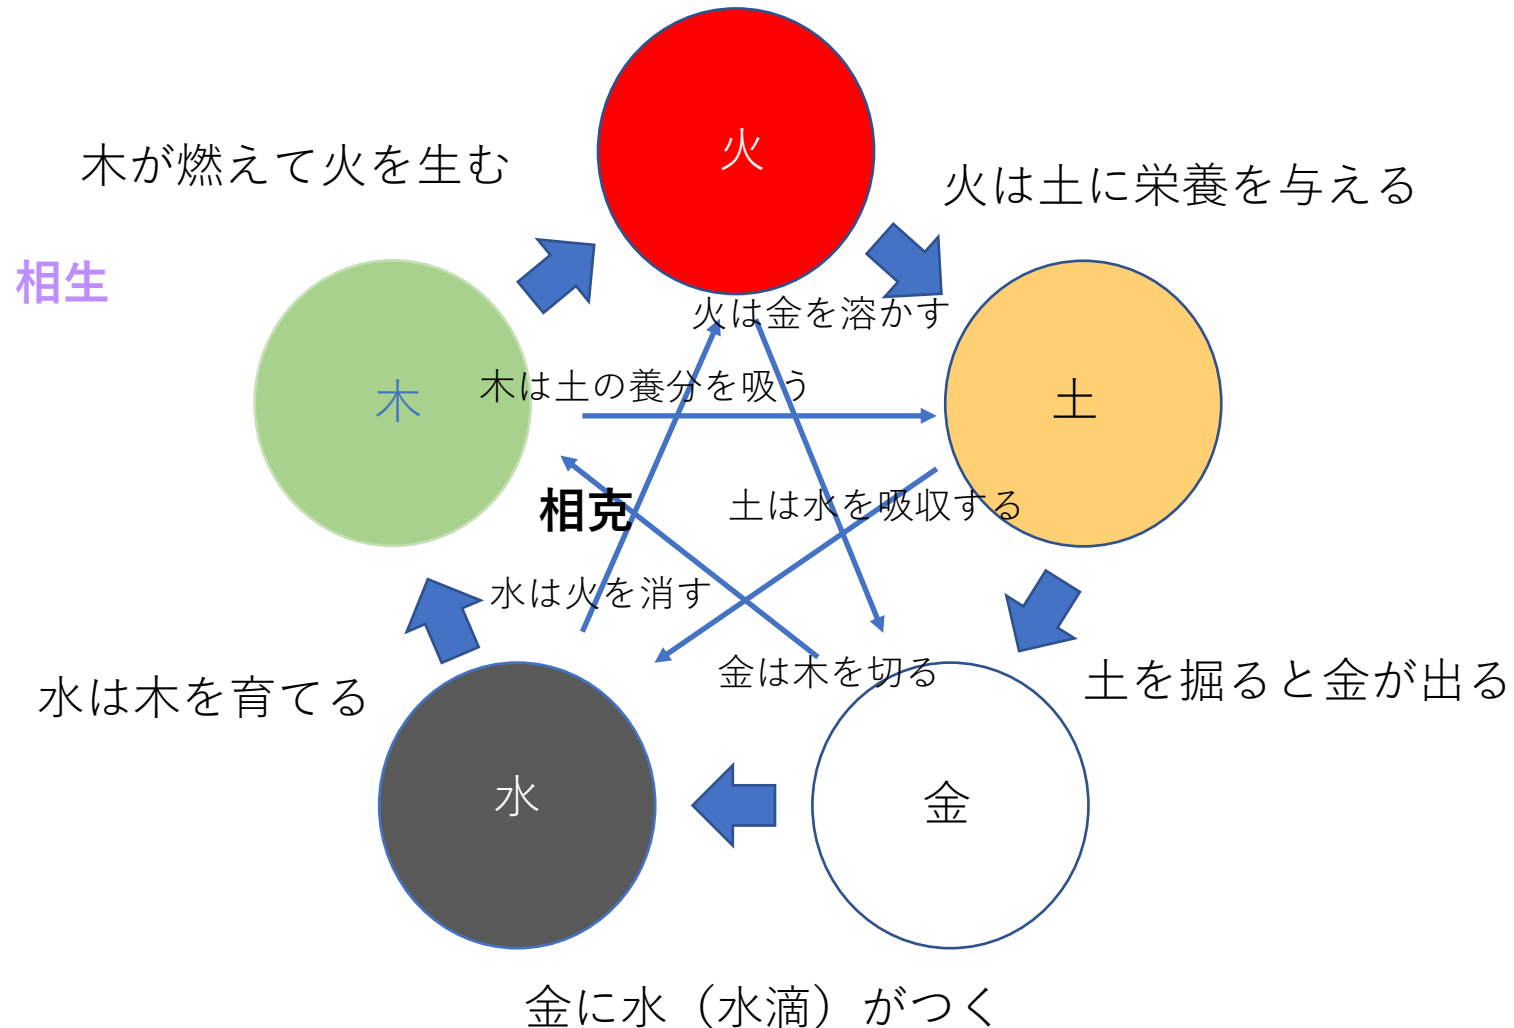 火
木が燃えて火を生む
火は土に栄養を与える
相生
火は金を溶かす
木は土の養分を吸う
木
土
相克
土は水を吸収する
水は火を消す
金は木を切る
水は木を育てる
土を掘ると金が出る
水
金
金に水（水滴）がつく